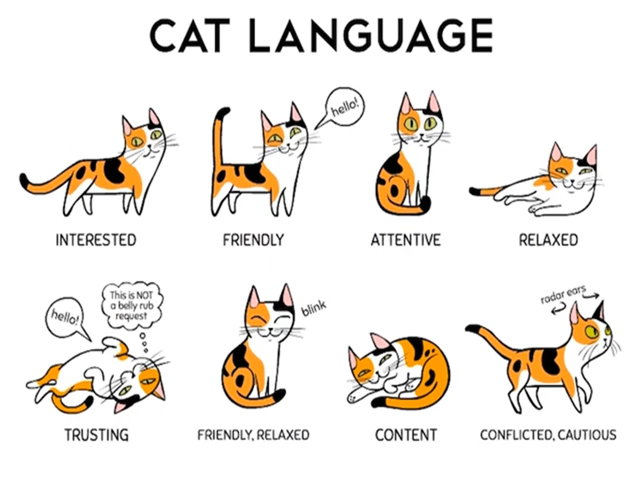 CAT LANGUAGE
hello!
INTERESTED
FRIENDLY
ATTENTIVE
RELAXED
hello!
This is NOT
a belly rub
request
blink
radar ears
TRUSTING
FRIENDLY, RELAXED
CONTENT
CONFLICTED, CAUTIOUS